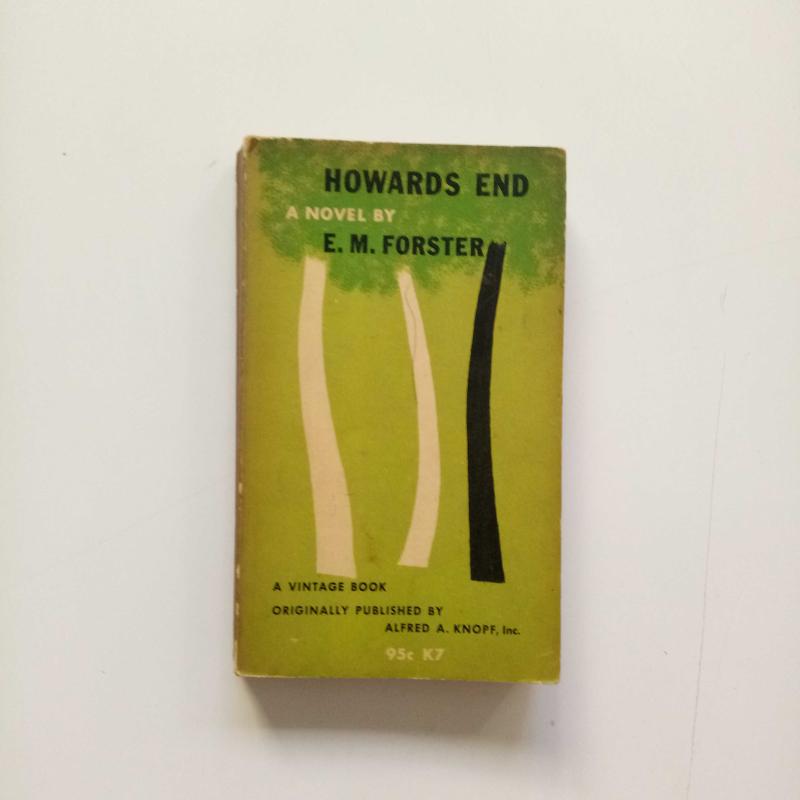 HOWARDS END
A NOVEL BY
E. M. FORSTER
A VINTAGE BOOK
ORIGINALLY PUBLISHED BY
ALFRED A. KNOPF, Inc.
95c K7